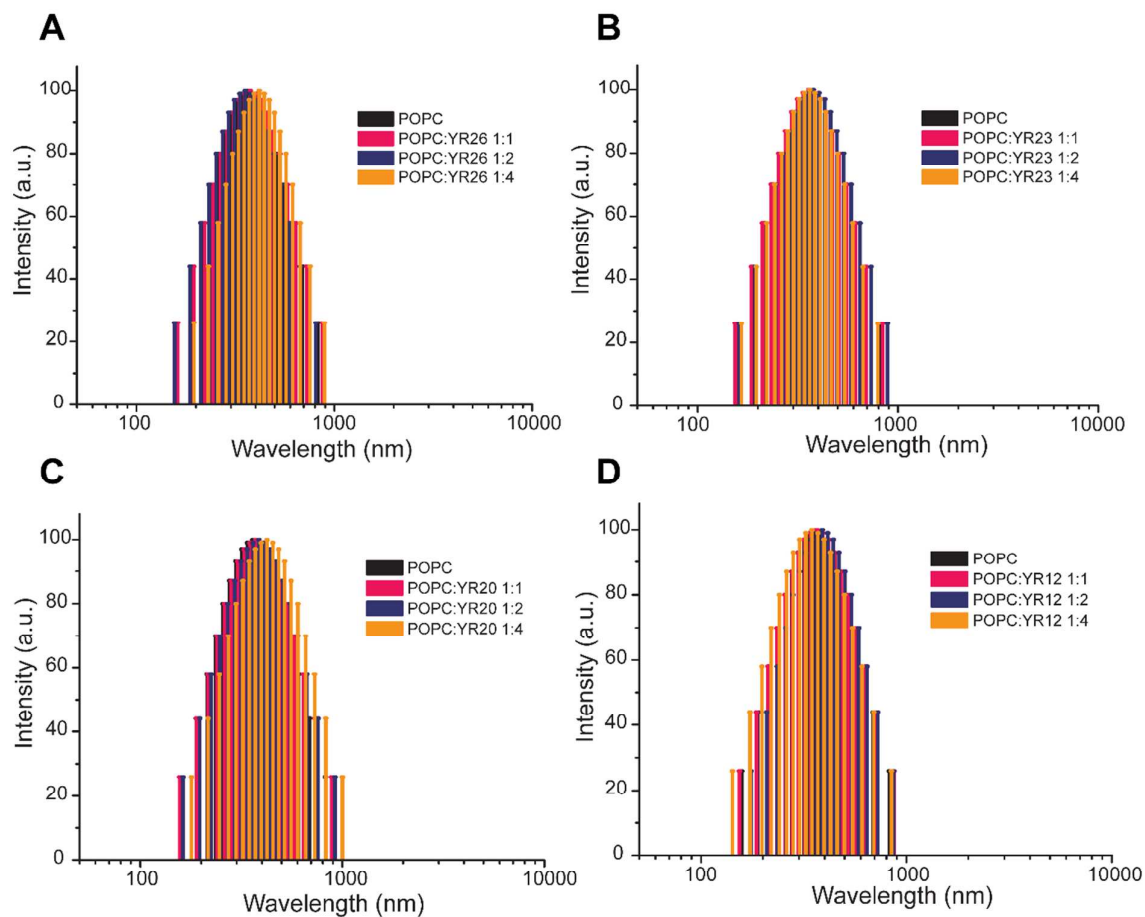 A
Intensity (a.u.)
100
80
60
40
20
0
POPC
POPC:YR26 1:1
POPC:YR26 1:2
POPC:YR26 1:4
100
1000
10000
Wavelength (nm)
B
Intensity (a.u.)
100
80
60
40
20
0
POPC
POPC:YR23 1:1
POPC:YR23 1:2
POPC:YR23 1:4
100
1000
10000
Wavelength (nm)
C
Intensity (a.u.)
100
80
60
40
20
0
POPC
POPC:YR20 1:1
POPC:YR20 1:2
POPC:YR20 1:4
100
1000
10000
Wavelength (nm)
D
Intensity (a.u.)
100
80
60
40
20
0
POPC
POPC:YR12 1:1
POPC:YR12 1:2
POPC:YR12 1:4
100
1000
10000
Wavelength (nm)